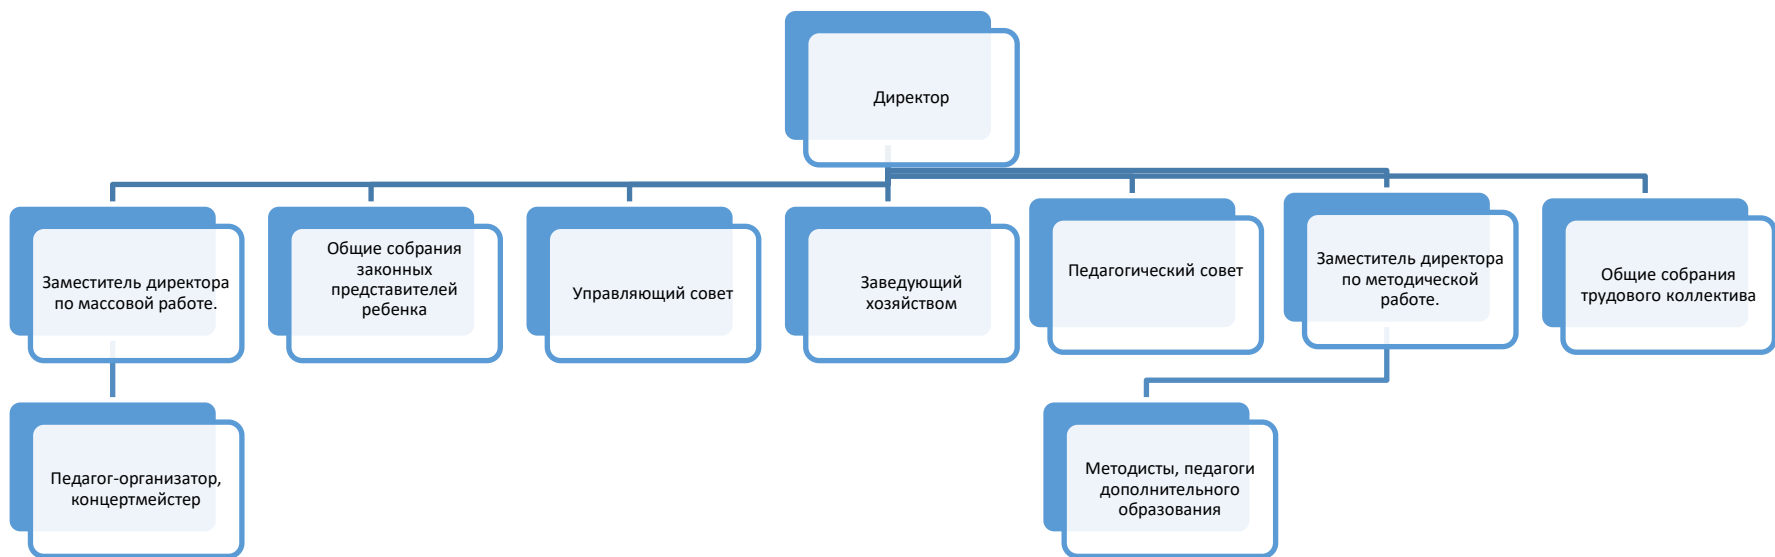 Директор
Заместитель директора
по массовой работе.
Общие собрания
законных
представителей
ребенка
Управляющий совет
Заведующий
хозяйством
Педагогический совет
Заместитель директора
по методической
работе.
Общие собрания
трудового коллектива
Педагог-организатор,
концертмейстер
Методисты, педагоги
дополнительного
образования